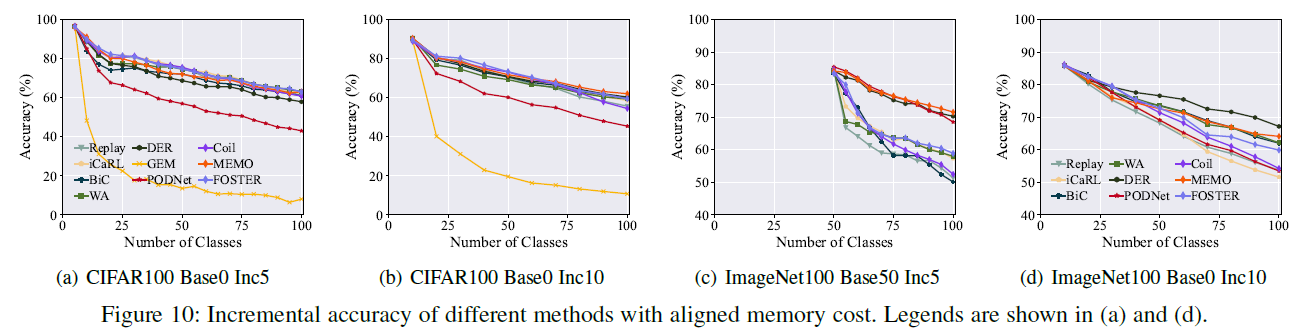 100
80
60
40
20
0
Accuracy (%)
Replay DER Coil
iCaRL GEM MEMO
BiC PODNet FOSTER
WA
0 25 50 75 100
Number of Classes
(a) CIFAR100 Base0 Inc5
100
80
60
40
20
0
Accuracy (%)
0 25 50 75 100
Number of Classes
(b) CIFAR100 Base0 Inc10
100
90
80
70
60
50
40
Accuracy (%)
0 25 50 75 100
Number of Classes
(c) ImageNet100 Base50 Inc5
100
90
80
70
60
50
40
Accuracy (%)
Replay WA Coil
iCaRL DER MEMO
BiC PODNet FOSTER
0 25 50 75 100
Number of Classes
(d) ImageNet100 Base0 Inc10
Figure 10: Incremental accuracy of different methods with aligned memory cost. Legends are shown in (a) and (d).